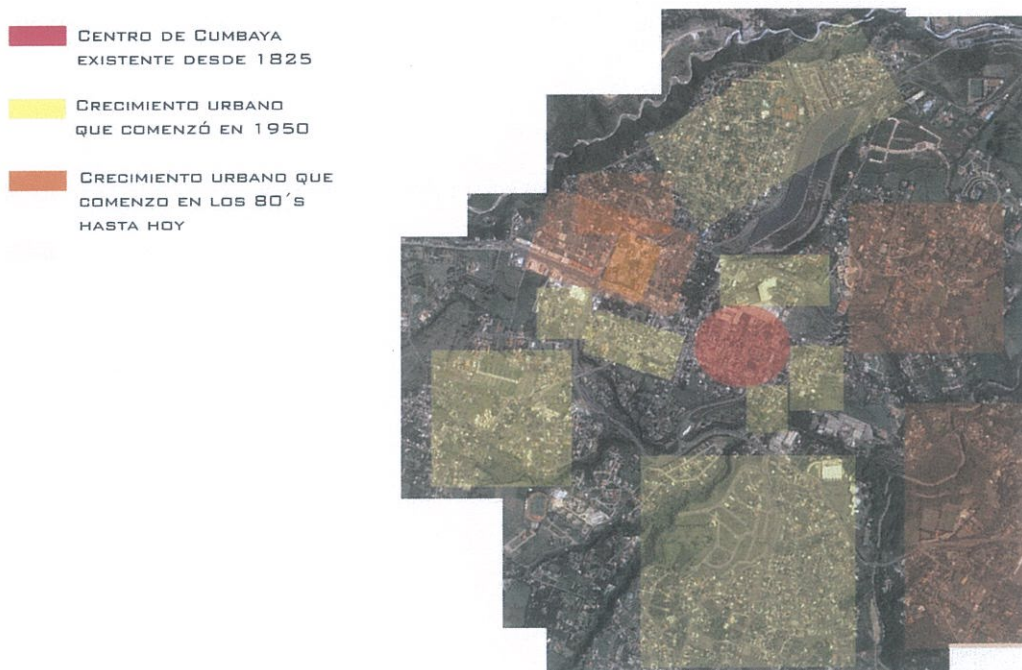 CENTRO DE CUMBAYA
EXISTENTE DESDE 1825
CRECIMIENTO URBANO
QUE COMENZÓ EN 1950
CRECIMIENTO URBANO QUE
COMENZO EN LOS 80´S
HASTA HOY